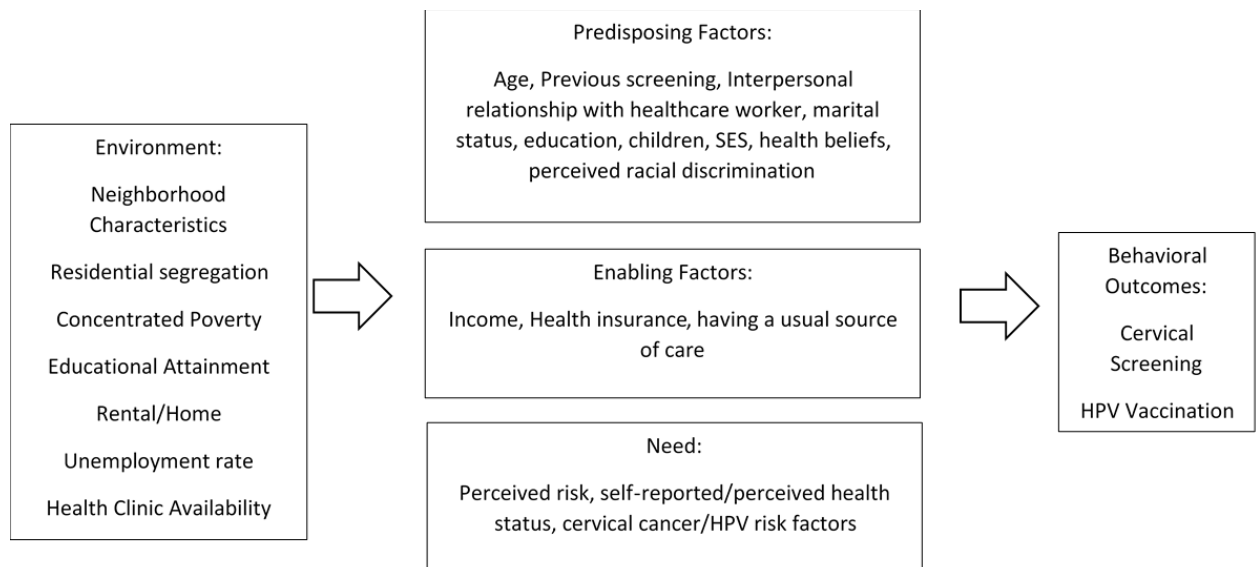 Environment:
Neighborhood
Characteristics
Residential segregation
Concentrated Poverty
Educational Attainment
Rental/Home
Unemployment rate
Health Clinic Availability
Predisposing Factors:
Age, Previous screening, Interpersonal
relationship with healthcare worker, marital
status, education, children, SES, health beliefs,
perceived racial discrimination
Enabling Factors:
Income, Health insurance, having a usual source
of care
Need:
Perceived risk, self-reported/perceived health
status, cervical cancer/HPV risk factors
Behavioral
Outcomes:
Cervical
Screening
HPV Vaccination